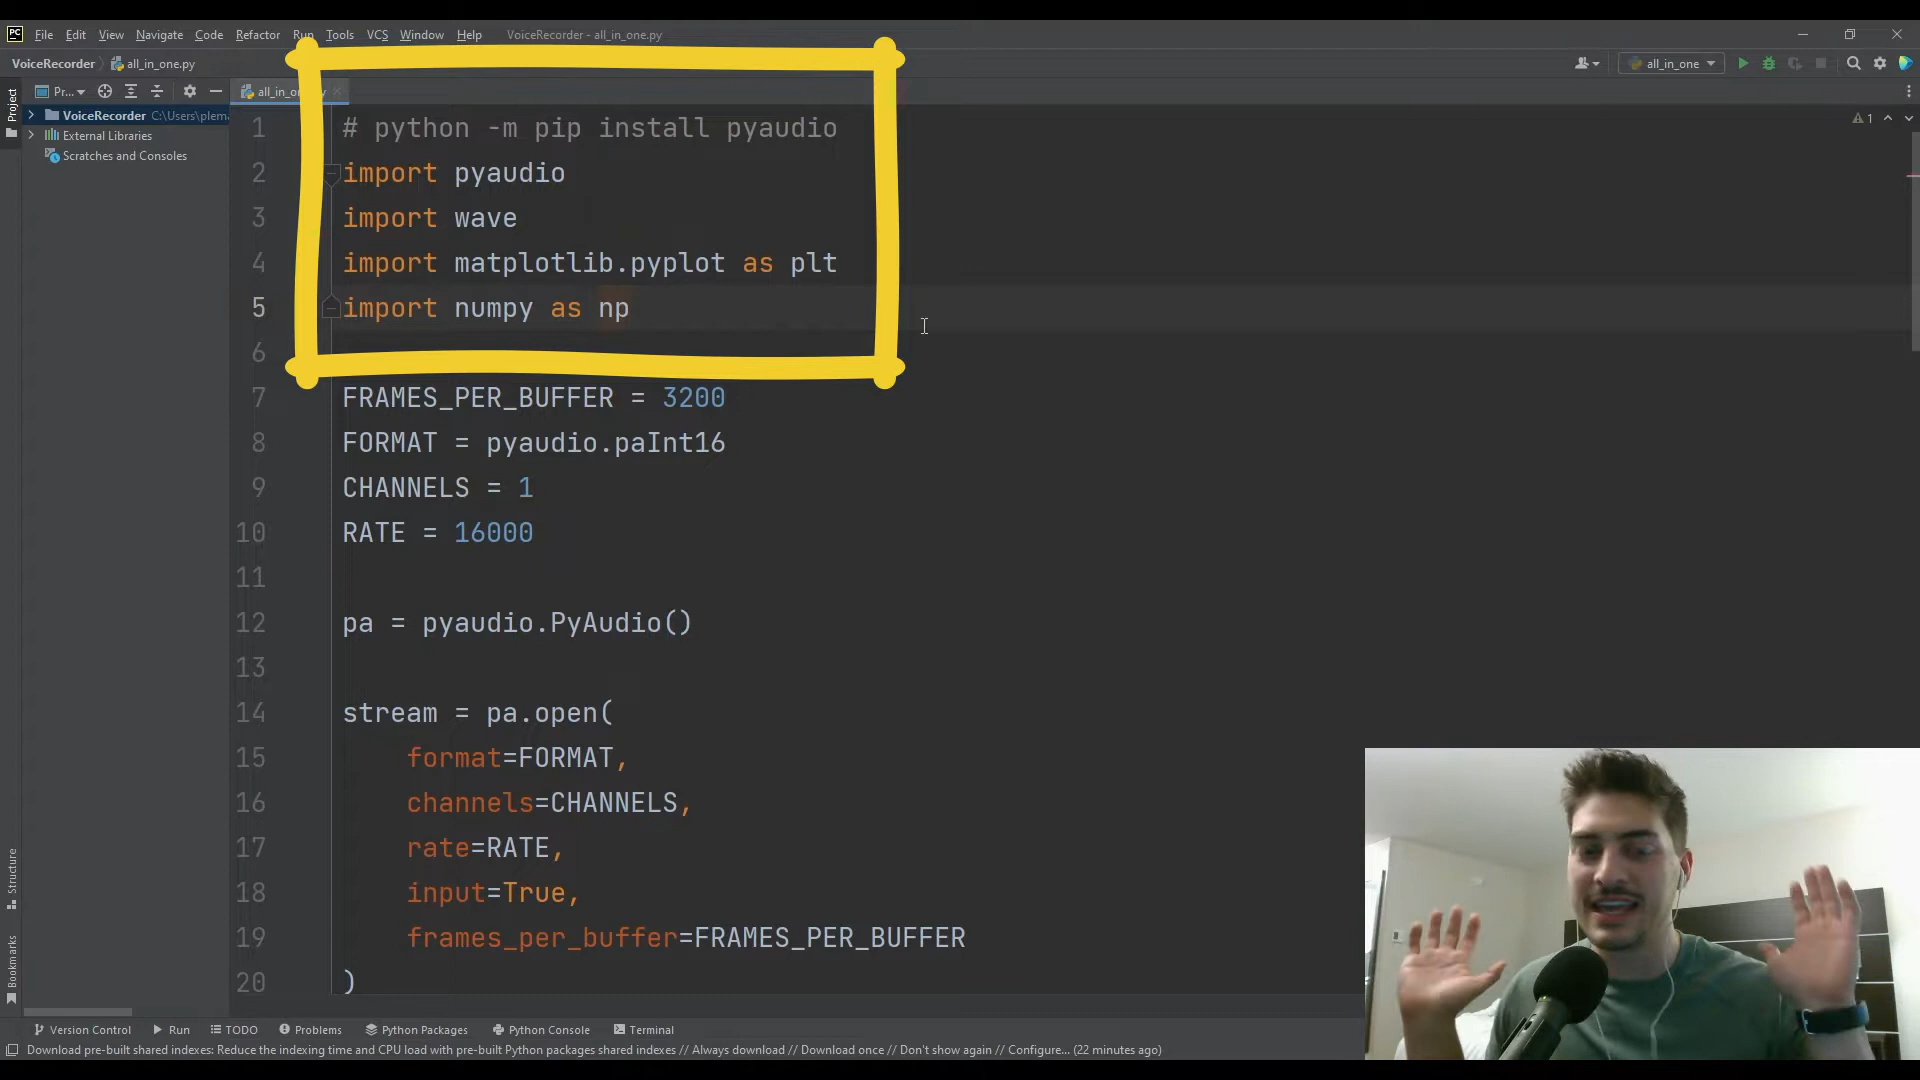 PC File Edit View Navigate Code Refactor Run Tools VCS Window Help VoiceRecorder - all_in_one.py
VoiceRecorder all_in_one.py all_in_one
Project Pr... all_in_on
VoiceRecorder C:\Users\plema
External Libraries
Scratches and Consoles
1
1 # python -m pip install pyaudio
2 import pyaudio
3 import wave
4 import matplotlib.pyplot as plt
5 import numpy as np
6
7 FRAMES_PER_BUFFER = 3200
8 FORMAT = pyaudio.paInt16
9 CHANNELS = 1
10 RATE = 16000
11
12 pa = pyaudio.PyAudio()
13
14 stream = pa.open(
15 format=FORMAT,
16 channels=CHANNELS,
17 rate=RATE,
18 input=True,
19 frames_per_buffer=FRAMES_PER_BUFFER
20 )
Structure
Bookmarks
Version Control Run TODO Problems Python Packages Python Console Terminal
Download pre-built shared indexes: Reduce the indexing time and CPU load with pre-built Python packages shared indexes // Always download // Download once // Don't show again // Configure... (22 minutes ago)